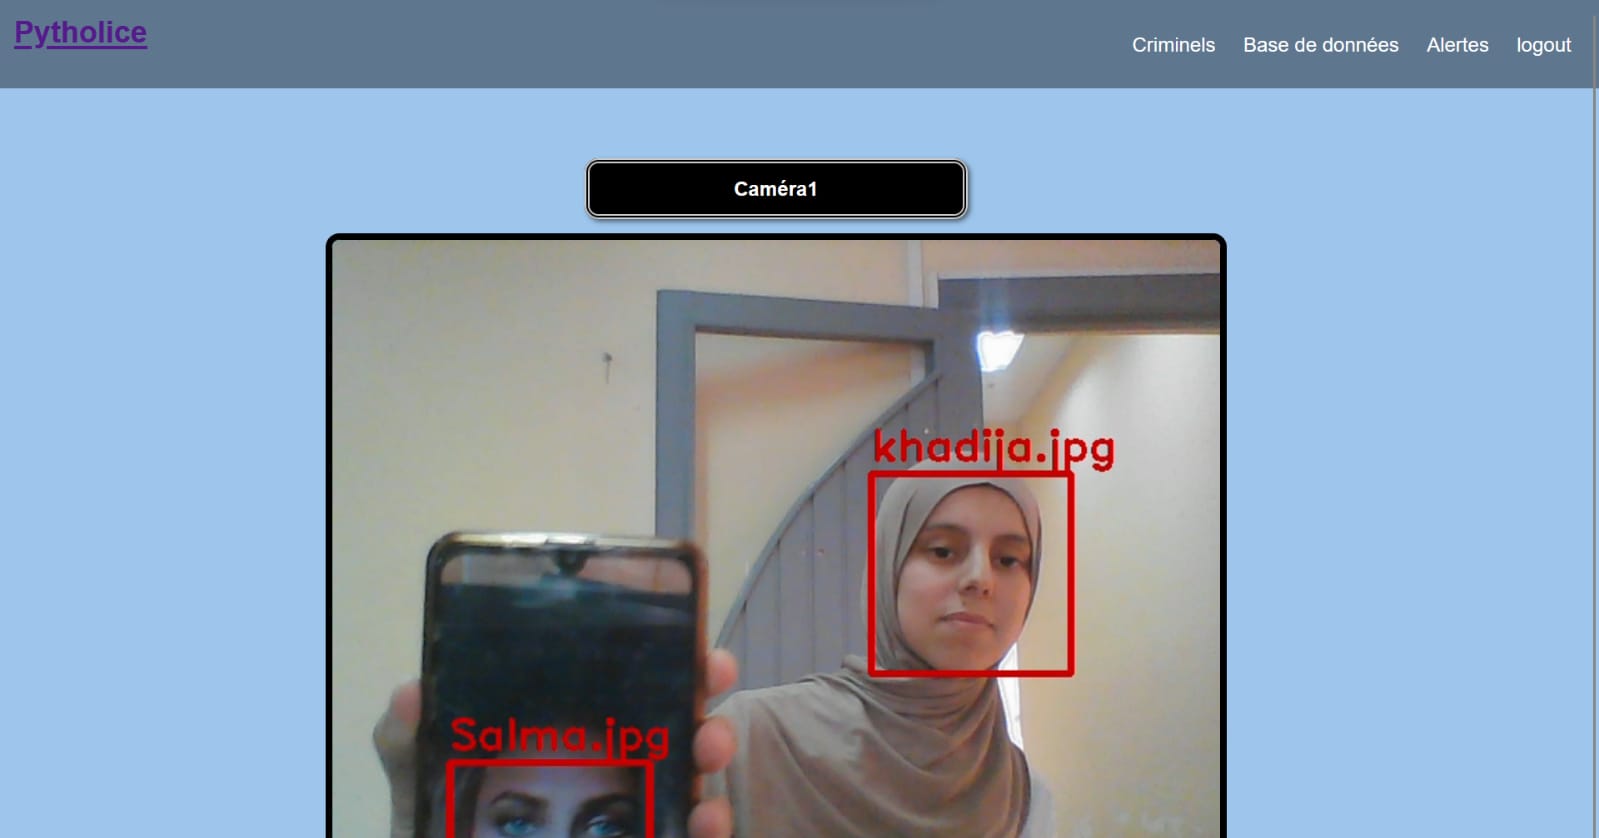 Pytholice
Criminels Base de données Alertes logout
Caméra1
khadija.jpg
Salma.jpg